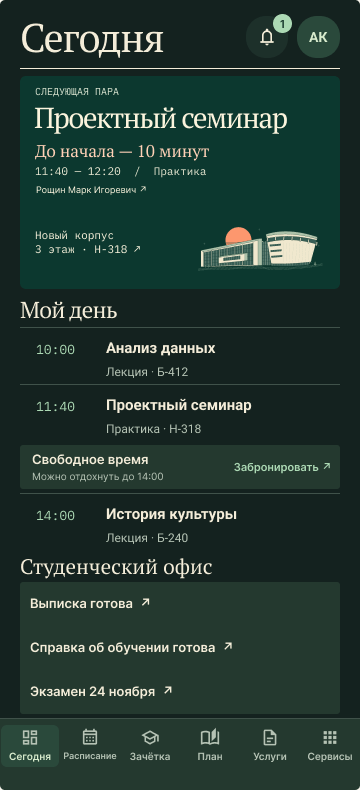 Сегодня
1
АК
СЛЕДУЮЩАЯ ПАРА
Проектный семинар
До начала — 10 минут
11:40 — 12:20 / Практика
Рощин Марк Игоревич ↗
Новый корпус
3 этаж · Н-318 ↗
Мой день
10:00 Анализ данных
Лекция · Б-412
11:40 Проектный семинар
Практика · Н-318
Свободное время
Можно отдохнуть до 14:00
Забронировать ↗
14:00 История культуры
Лекция · Б-240
Студенческий офис
Выписка готова ↗
Справка об обучении готова ↗
Экзамен 24 ноября ↗
Сегодня Расписание Зачётка План Услуги Сервисы